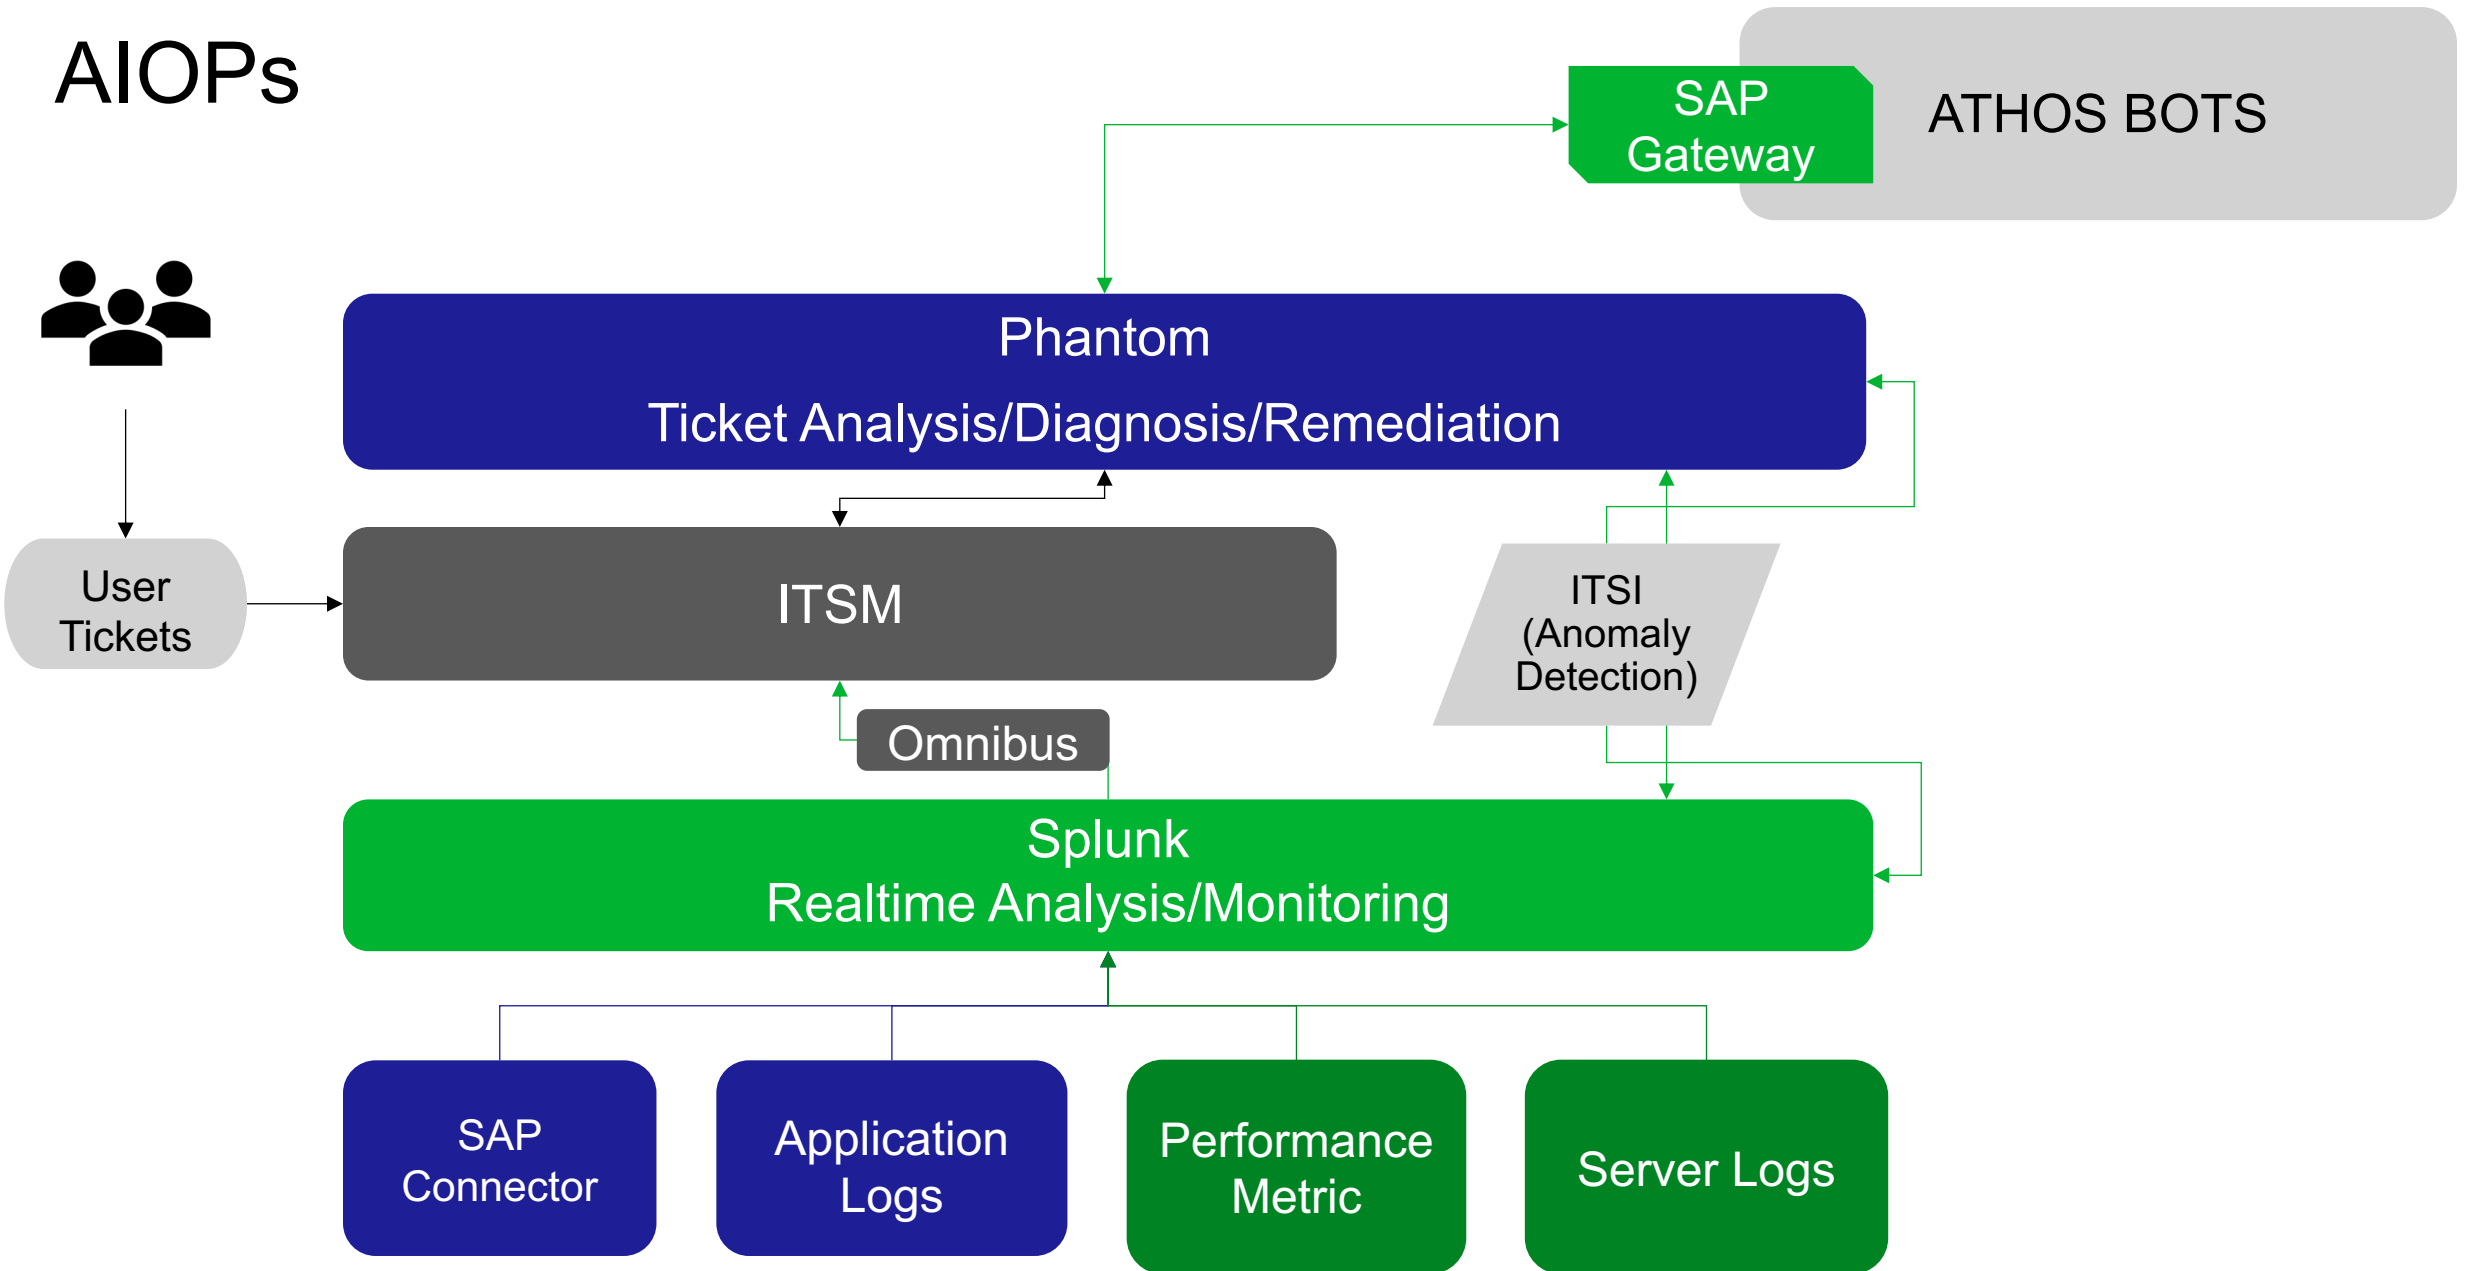 AIOPs
SAP
Gateway
ATHOS BOTS
Phantom
Ticket Analysis/Diagnosis/Remediation
User
Tickets
ITSM
ITSI
(Anomaly
Detection)
Omnibus
Splunk
Realtime Analysis/Monitoring
SAP
Connector
Application
Logs
Performance
Metric
Server Logs